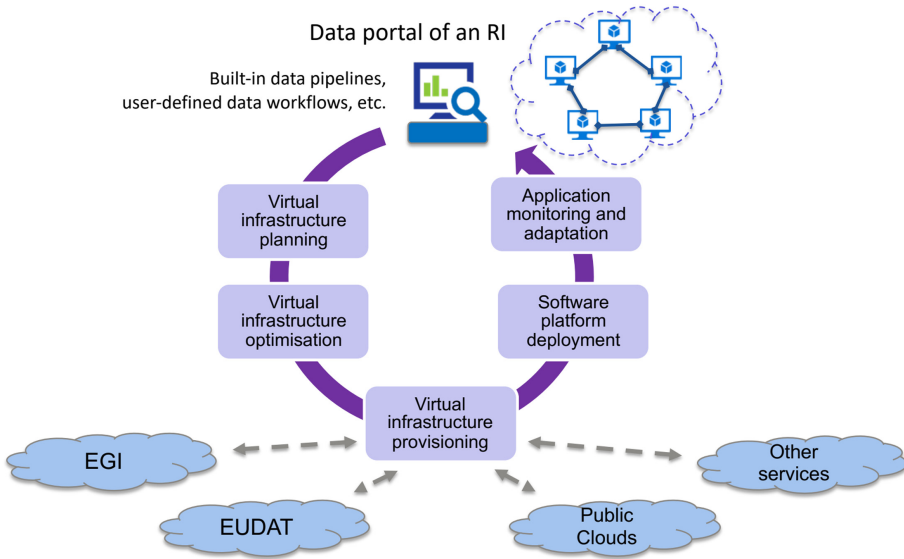 Data portal of an RI
Built-in data pipelines,
user-defined data workflows, etc.
Virtual
infrastructure
planning
Application
monitoring and
adaptation
Virtual
infrastructure
optimisation
Software
platform
deployment
Virtual
infrastructure
provisioning
EGI
Other
services
EUDAT
Public
Clouds